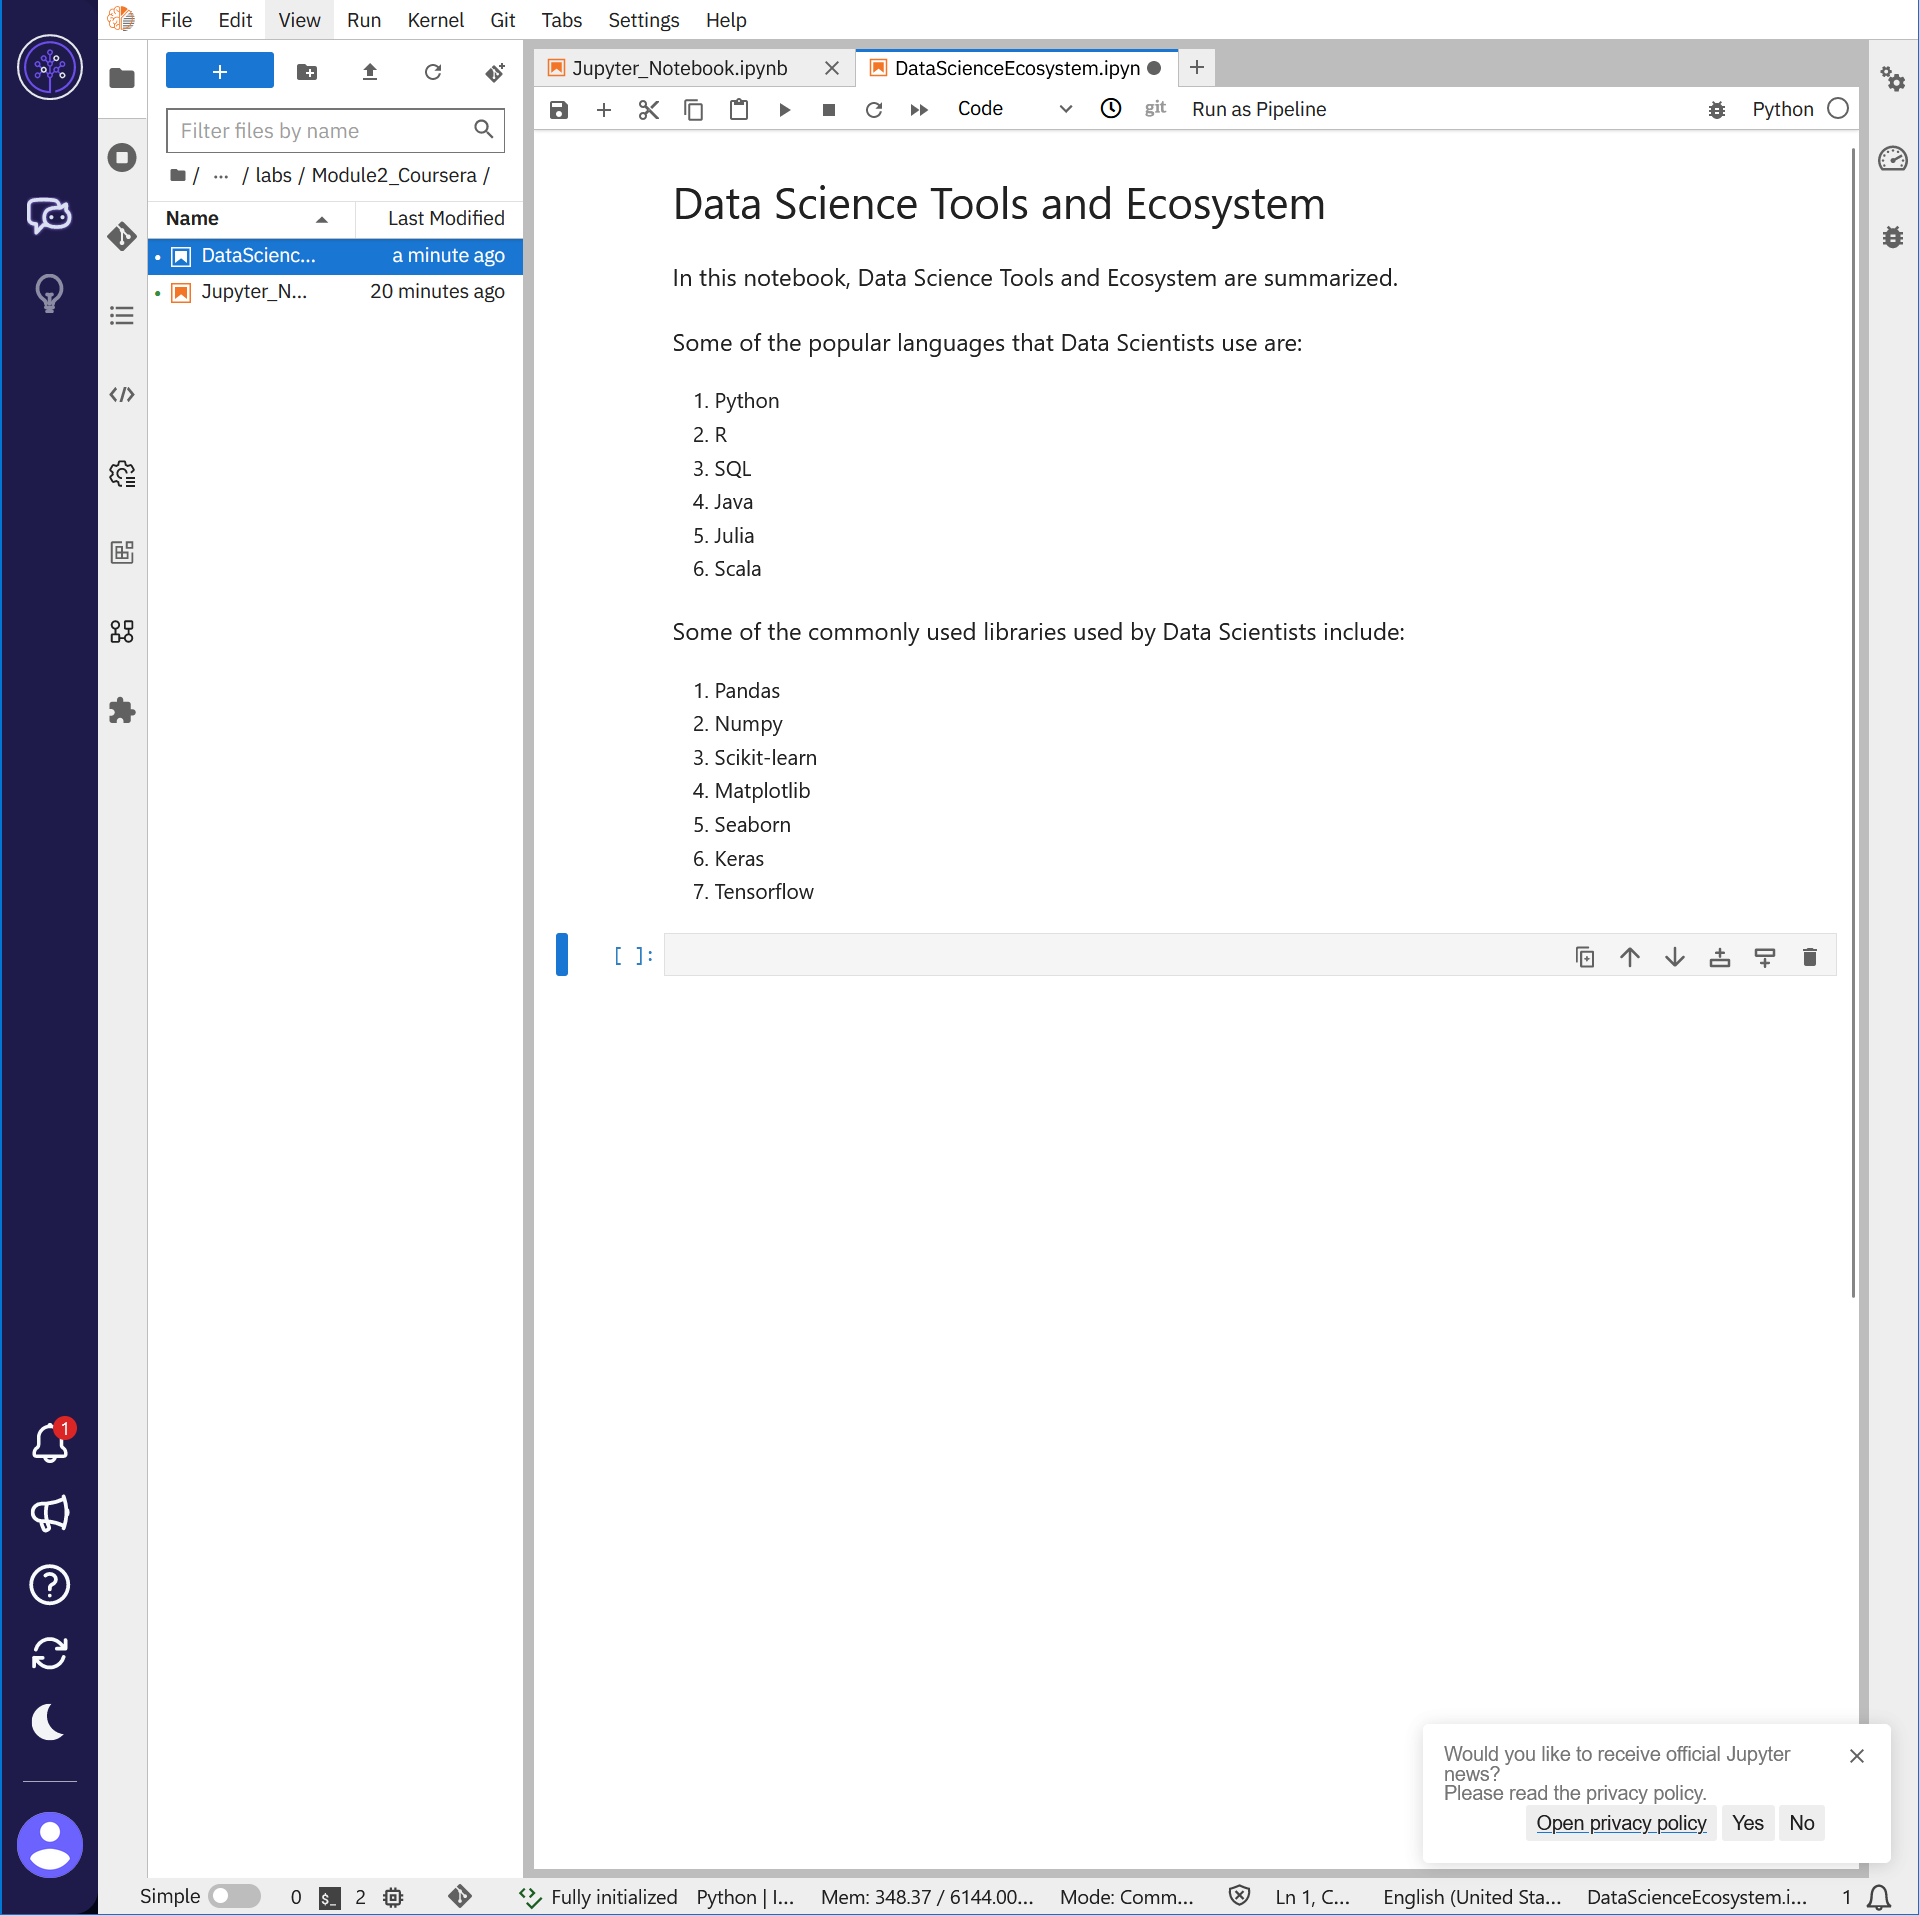 File Edit View Run Kernel Git Tabs Settings Help
+
Filter files by name
/ ... / labs / Module2_Coursera /
Name Last Modified
DataScienc... a minute ago
Jupyter_N... 20 minutes ago
Jupyter_Notebook.ipynb
DataScienceEcosystem.ipyn
Code
git
Run as Pipeline
Python
Data Science Tools and Ecosystem
In this notebook, Data Science Tools and Ecosystem are summarized.
Some of the popular languages that Data Scientists use are:
1. Python
2. R
3. SQL
4. Java
5. Julia
6. Scala
Some of the commonly used libraries used by Data Scientists include:
1. Pandas
2. Numpy
3. Scikit-learn
4. Matplotlib
5. Seaborn
6. Keras
7. Tensorflow
[ ]:
1
Would you like to receive official Jupyter
news?
Please read the privacy policy.
Open privacy policy Yes No
Simple 0 $_ 2 Fully initialized Python | I... Mem: 348.37 / 6144.00... Mode: Comm... Ln 1, C... English (United Sta... DataScienceEcosystem.i... 1